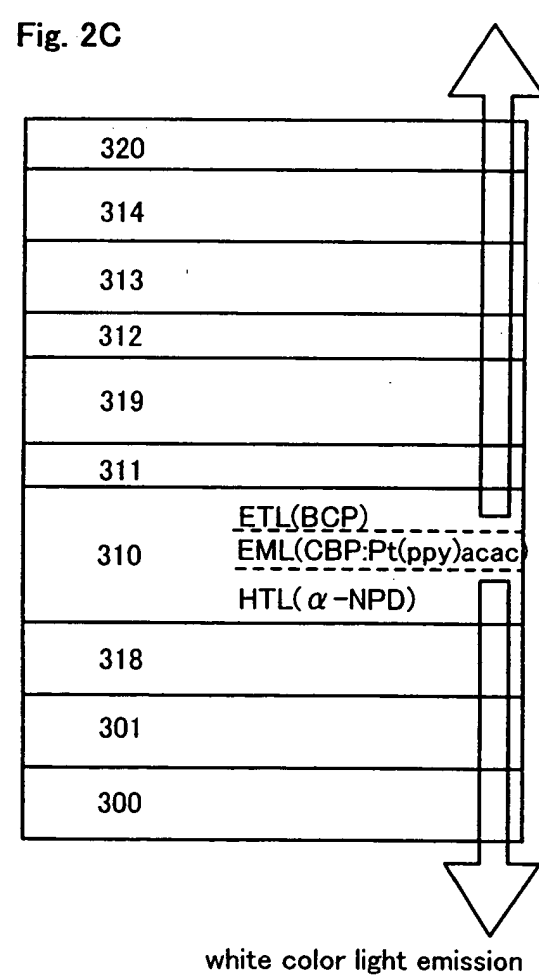 Fig. 2C
320
314
313
312
319
311
310
ETL(BCP)
EML(CBP:Pt(ppy)acac)
HTL(α-NPD)
318
301
300
white color light emission